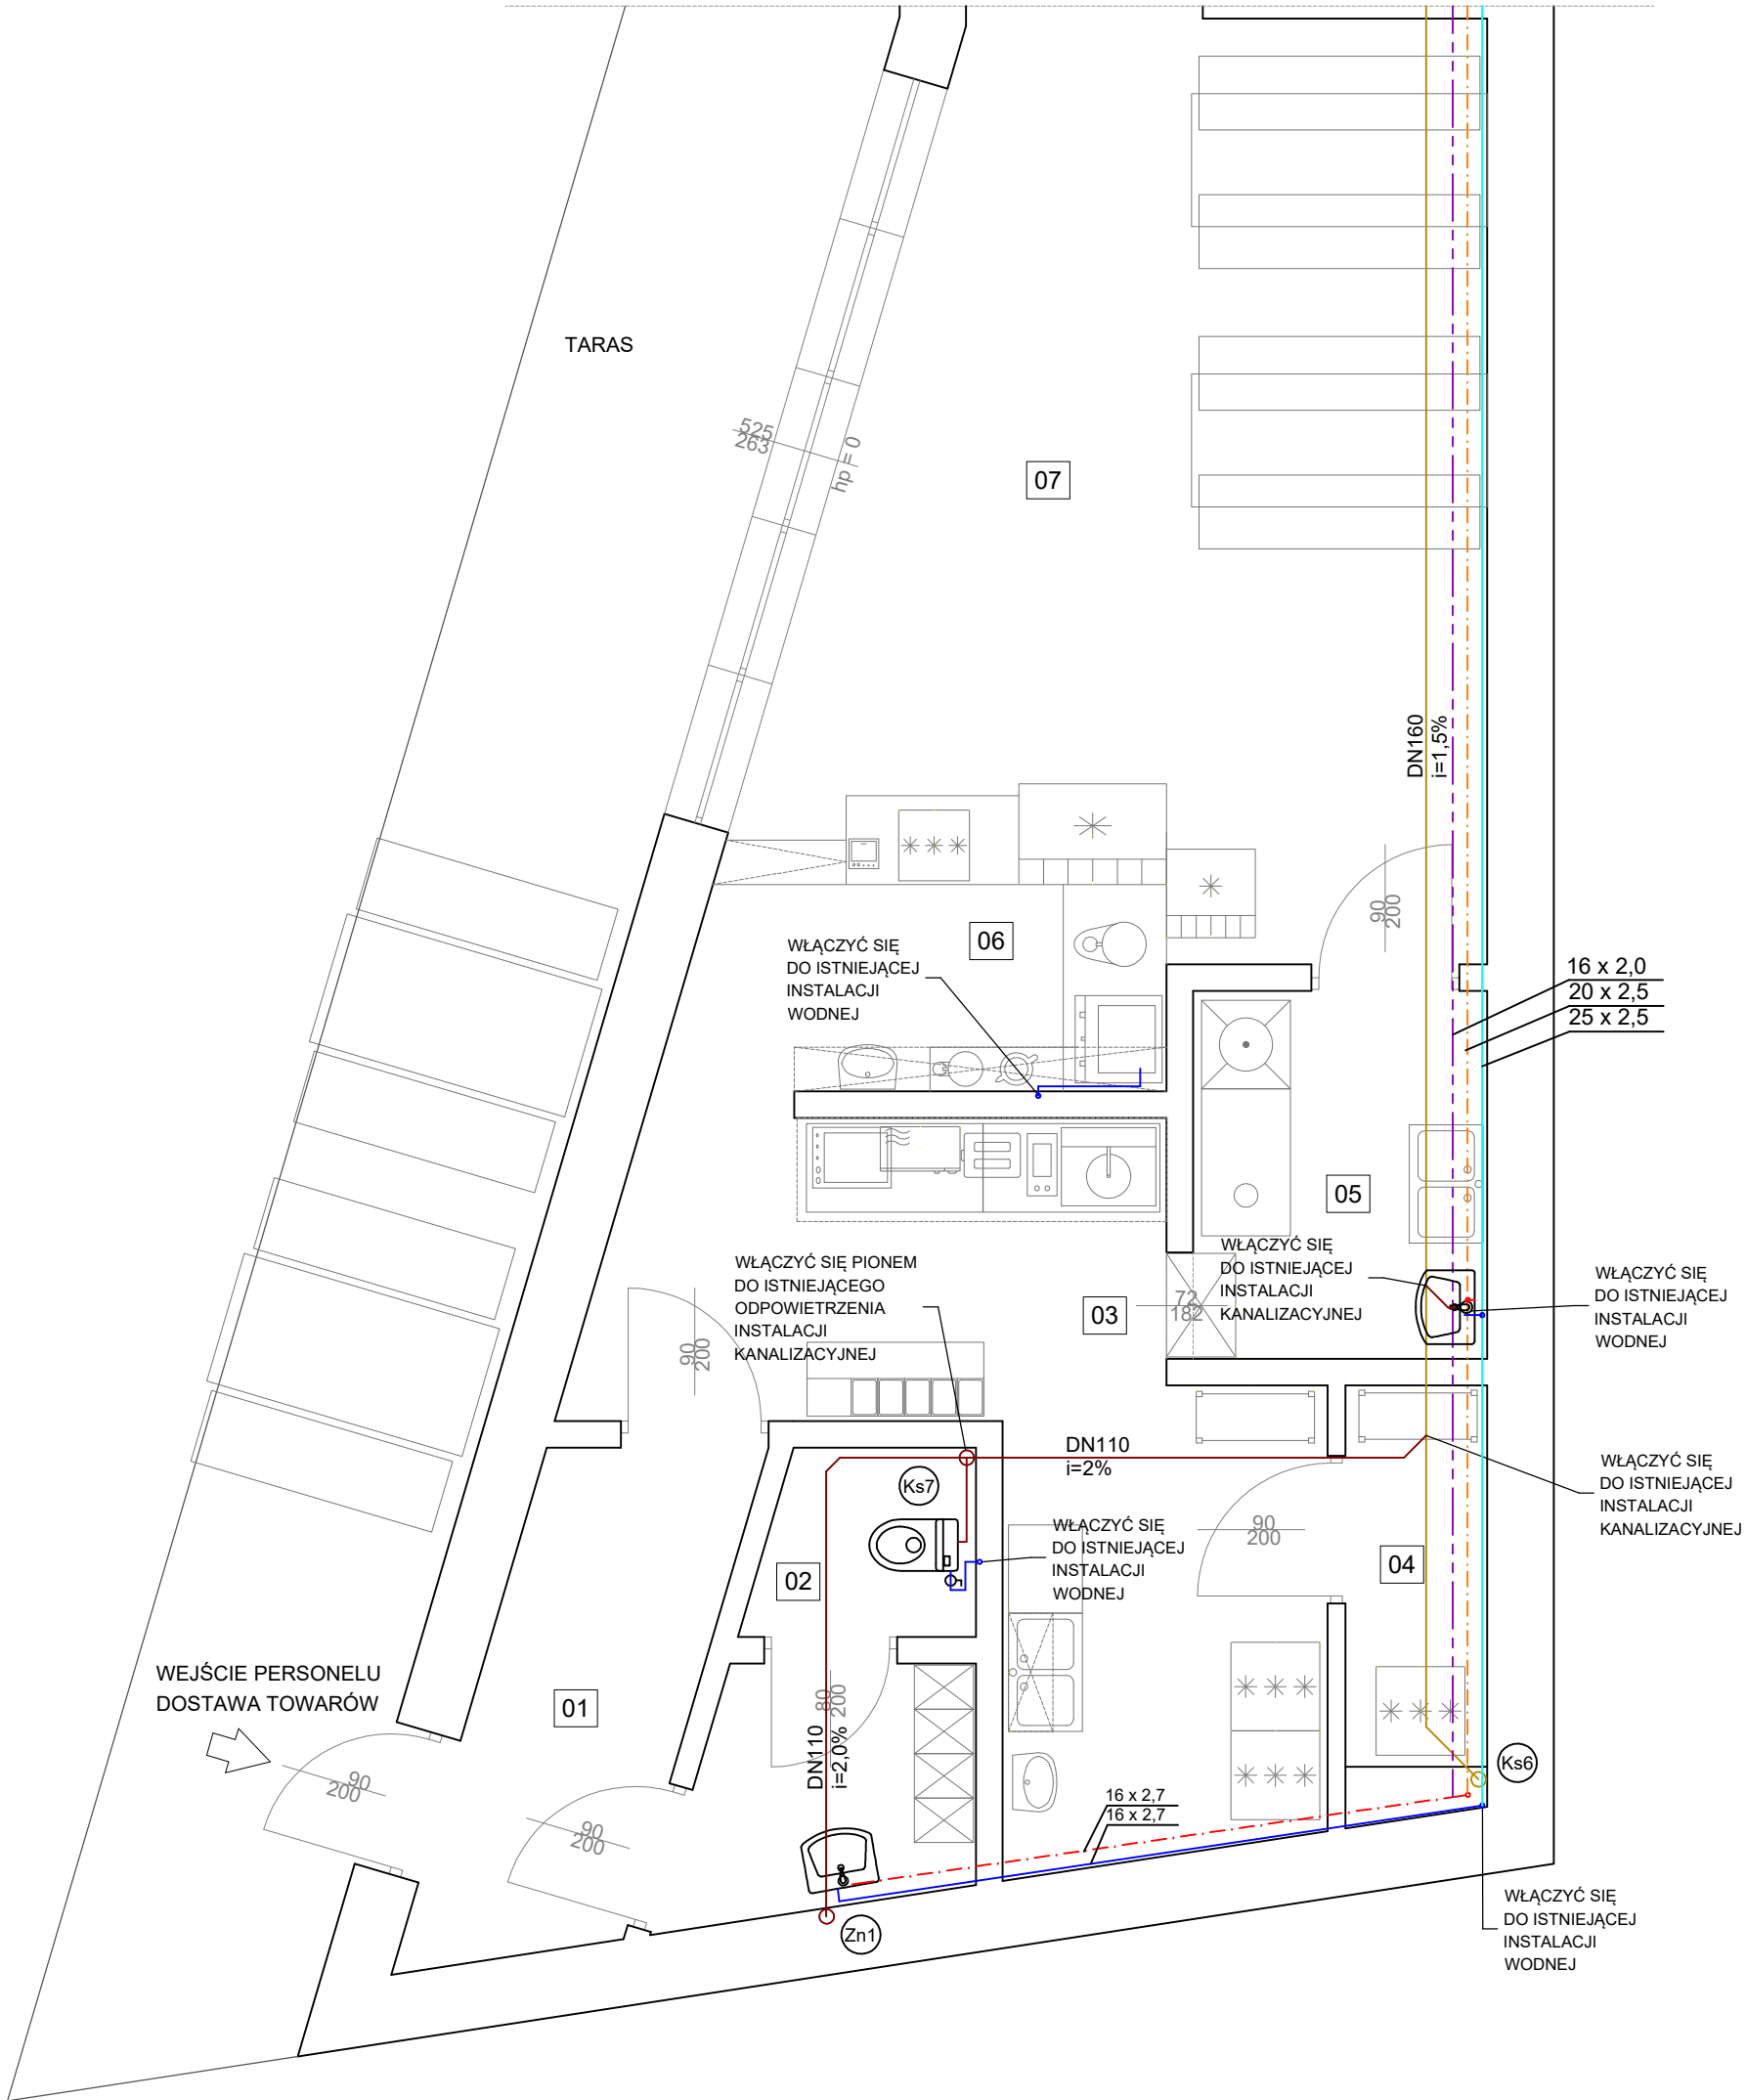 TARAS
525
263
hp = 0
07
DN160
i=1,5%
90
200
06
WŁĄCZYĆ SIĘ
DO ISTNIEJĄCEJ
INSTALACJI
WODNEJ
16 x 2,0
20 x 2,5
25 x 2,5
05
WŁĄCZYĆ SIĘ
DO ISTNIEJĄCEJ
INSTALACJI
KANALIZACYJNEJ
WŁĄCZYĆ SIĘ
DO ISTNIEJĄCEJ
INSTALACJI
WODNEJ
WŁĄCZYĆ SIĘ PIONEM
DO ISTNIEJĄCEGO
ODPOWIETRZENIA
INSTALACJI
KANALIZACYJNEJ
72
182
03
90
200
DN110
i=2%
Ks7
WŁĄCZYĆ SIĘ
DO ISTNIEJĄCEJ
INSTALACJI
KANALIZACYJNEJ
WŁĄCZYĆ SIĘ
DO ISTNIEJĄCEJ
INSTALACJI
WODNEJ
90
200
04
02
WEJŚCIE PERSONELU
DOSTAWA TOWARÓW
01
80
200
DN110
i=2,0%
90
200
90
200
16 x 2,7
16 x 2,7
Ks6
Zn1
WŁĄCZYĆ SIĘ
DO ISTNIEJĄCEJ
INSTALACJI
WODNEJ